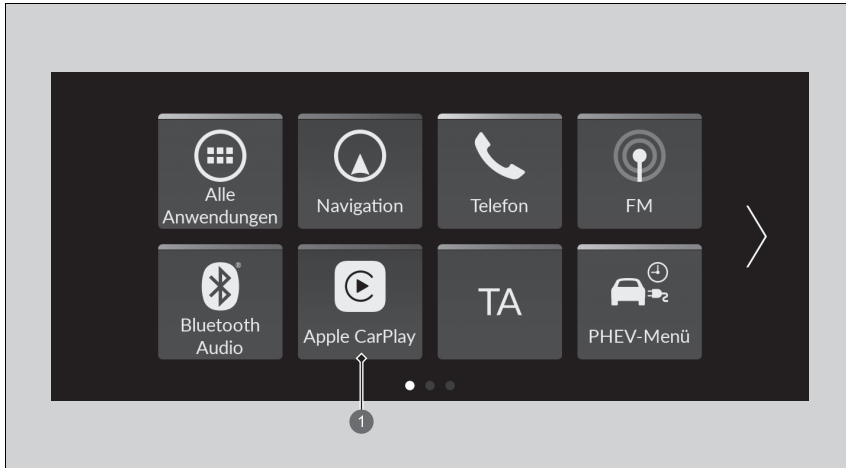 Alle
Anwendungen
Navigation
Telefon
FM
Bluetooth®
Audio
Apple CarPlay
TA
PHEV-Menü
1